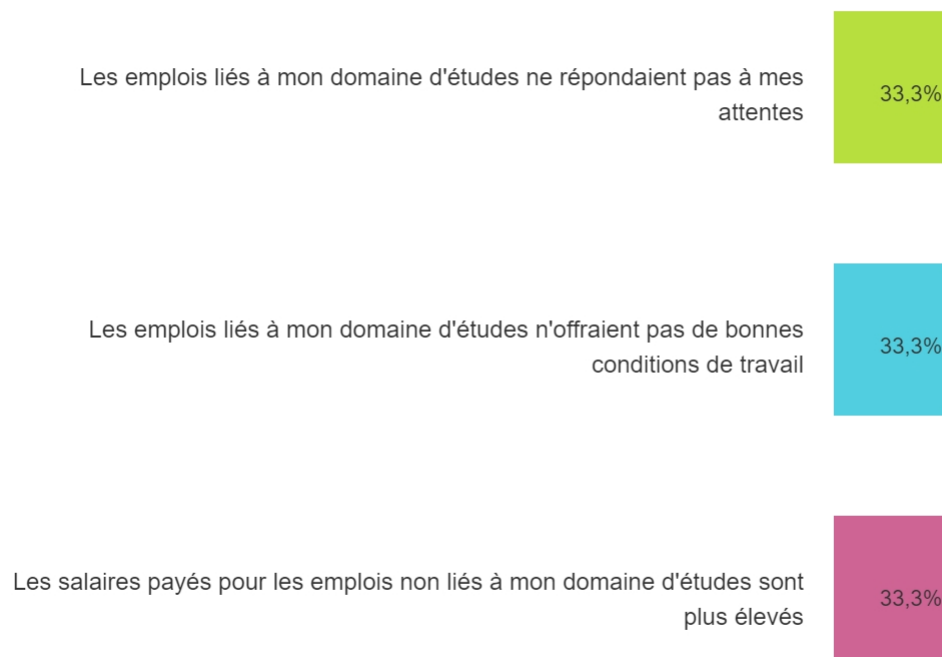 Les emplois liés à mon domaine d'études ne répondaient pas à mes
attentes
33,3%
Les emplois liés à mon domaine d'études n'offraient pas de bonnes
conditions de travail
33,3%
Les salaires payés pour les emplois non liés à mon domaine d'études sont
plus élevés
33,3%